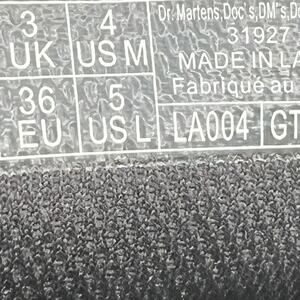 3 4 Dr. Martens,Doc's,DM's,Do
UK US M 31927
MADE IN LA
36 5 Fabriqué au
EU US L LA004 GT